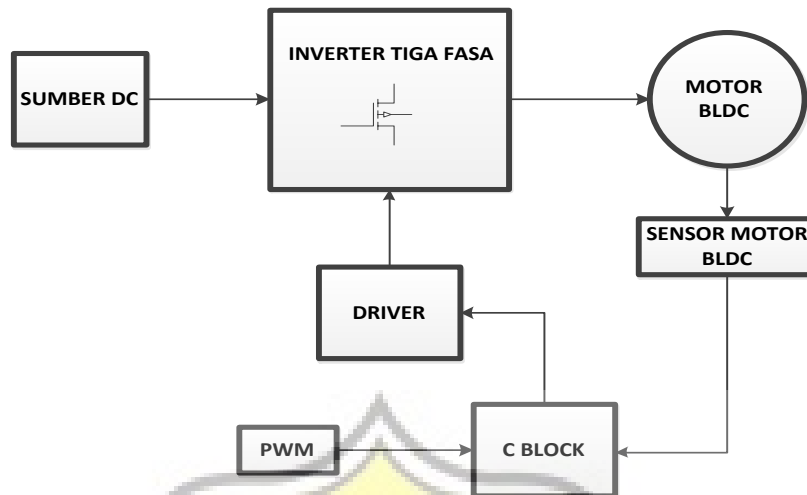 INVERTER TIGA FASA
SUMBER DC
MOTOR
BLDC
SENSOR MOTOR
BLDC
DRIVER
PWM
C BLOCK